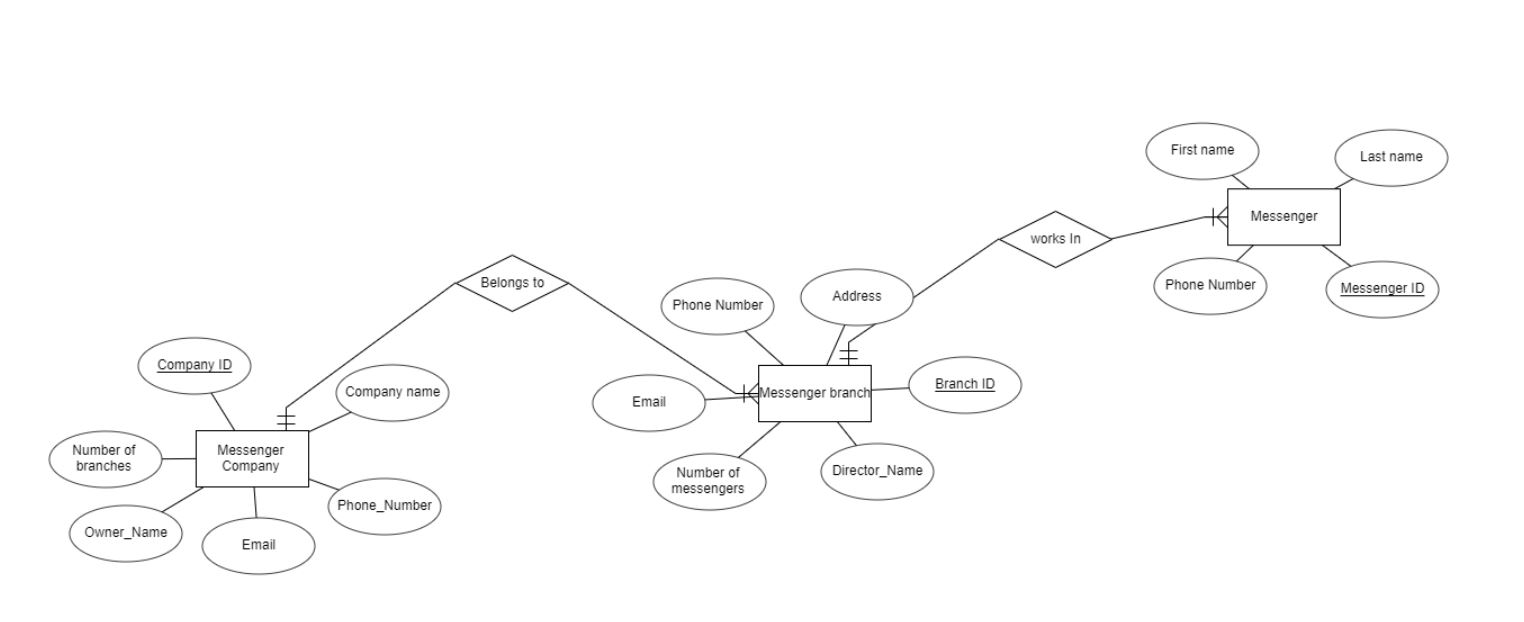 First name
Last name
Messenger
works In
Phone Number
Messenger ID
Belongs to
Phone Number
Address
Company ID
Company name
Email
Messenger branch
Branch ID
Number of
branches
Messenger
Company
Number of
messengers
Director_Name
Phone_Number
Owner_Name
Email